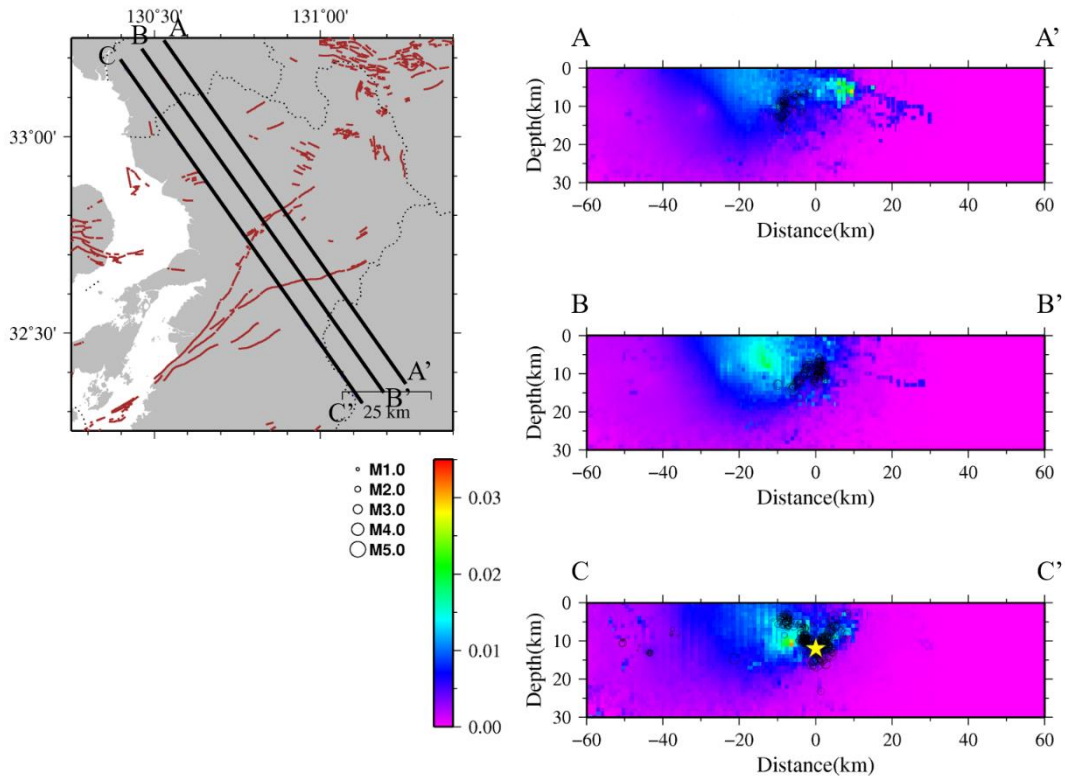 130˚30' 131˚00'
B A
C
33˚00'
32˚30'
A'
B'
C' 25 km
M1.0
M2.0
M3.0
M4.0
M5.0
0.03
0.02
0.01
0.00
A A'
0
10
20
30
Depth(km)
−60 −40 −20 0 20 40 60
Distance(km)
B B'
0
10
20
30
Depth(km)
−60 −40 −20 0 20 40 60
Distance(km)
C C'
0
10
20
30
Depth(km)
−60 −40 −20 0 20 40 60
Distance(km)